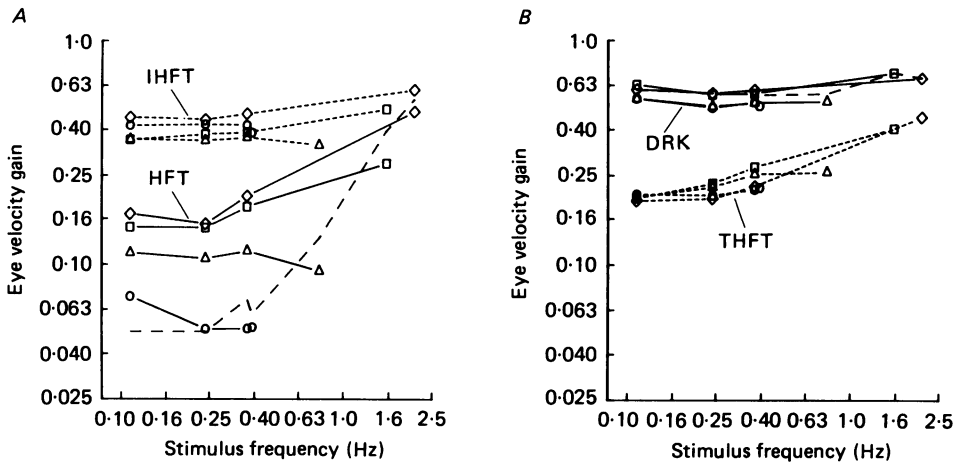 A
Eye velocity gain
1·0
0·63
0·40
0·25
0·16
0·10
0·063
0·040
0·025
IHFT
HFT
0·10 0·16 0·25 0·40 0·63 1·0 1·6 2·5
Stimulus frequency (Hz)
B
Eye velocity gain
1·0
0·63
0·40
0·25
0·16
0·10
0·063
0·040
0·025
DRK
THFT
0·10 0·16 0·25 0·40 0·63 1·0 1·6 2·5
Stimulus frequency (Hz)